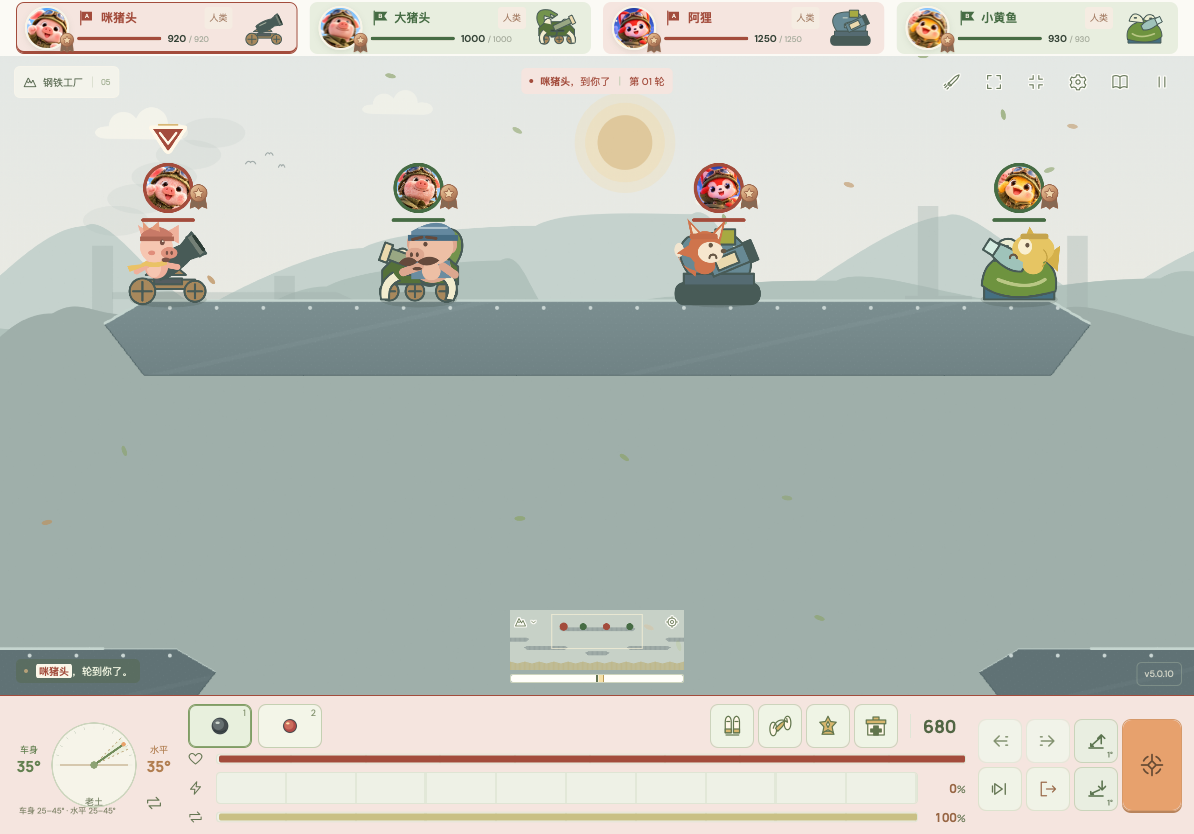 A 咪猪头 人类
920 / 920
B 大猪头 人类
1000 / 1000
A 阿狸 人类
1250 / 1250
B 小黄鱼 人类
930 / 930
钢铁工厂 05
咪猪头，到你了 第 01 轮
咪猪头，轮到你了。
v5.0.10
1
2
680
车身
35°
水平
35°
老土
车身 25~45° · 水平 25~45°
0%
100%
1°
1°